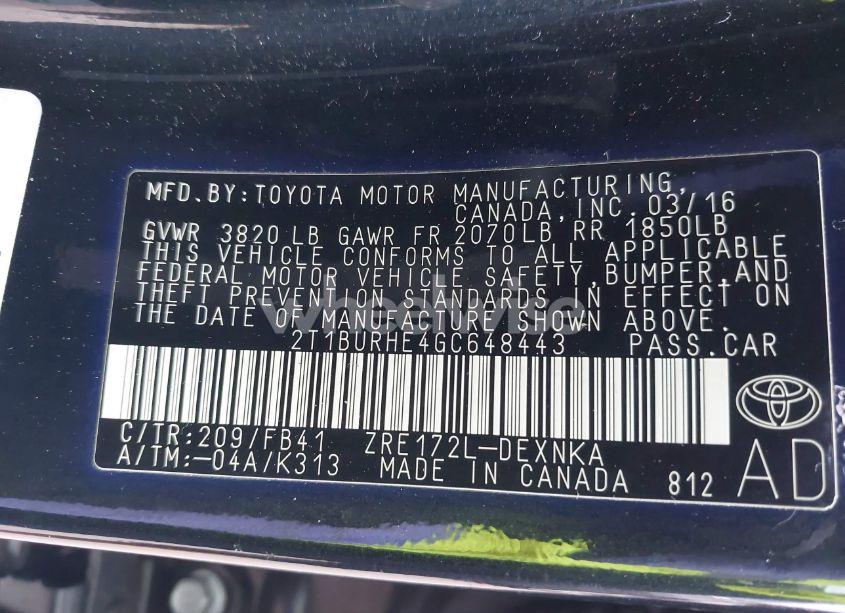 MFD.BY:TOYOTA MOTOR MANUFACTURING,
CANADA,INC.03/16
GVWR 3820LB GAWR FR 2070LB RR 1850LB
THIS VEHICLE CONFORMS TO ALL APPLICABLE
FEDERAL MOTOR VEHICLE SAFETY,BUMPER,AND
THEFT PREVENTION STANDARDS IN EFFECT ON
THE DATE OF MANUFACTURE SHOWN ABOVE.
2T1BURHE4GC648443 PASS.CAR
C/TR:209/FB41 ZRE172L-DEXNKA
A/TM:-04A/K313 MADE IN CANADA 812 AD
wheelwise